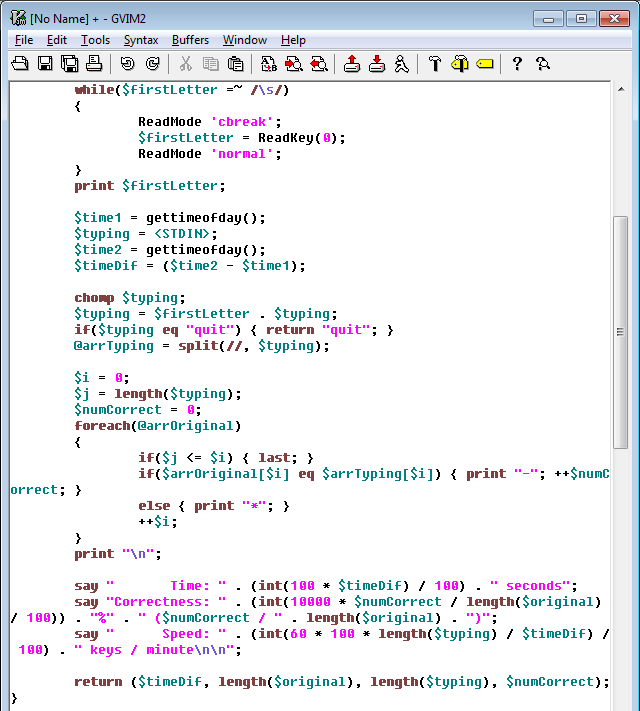 [No Name] + - GVIM2
File Edit Tools Syntax Buffers Window Help
while($firstLetter =~ /\s/)
{
ReadMode 'cbreak';
$firstLetter = ReadKey(0);
ReadMode 'normal';
}
print $firstLetter;
$time1 = gettimeofday();
$typing = <STDIN>;
$time2 = gettimeofday();
$timeDif = ($time2 - $time1);
chomp $typing;
$typing = $firstLetter . $typing;
if($typing eq "quit") { return "quit"; }
@arrTyping = split(//, $typing);
$i = 0;
$j = length($typing);
$numCorrect = 0;
foreach(@arrOriginal)
{
if($j <= $i) { last; }
if($arrOriginal[$i] eq $arrTyping[$i]) { print "-"; ++$numC
orrect; }
else { print "*"; }
++$i;
}
print "\n";
say "       Time: " . (int(100 * $timeDif) / 100) . " seconds";
say "Correctness: " . (int(10000 * $numCorrect / length($original)
/ 100)) . "%" . " ($numCorrect / " . length($original) . ")";
say "      Speed: " . (int(60 * 100 * length($typing) / $timeDif) /
100) . " keys / minute\n\n";
return ($timeDif, length($original), length($typing), $numCorrect);
}